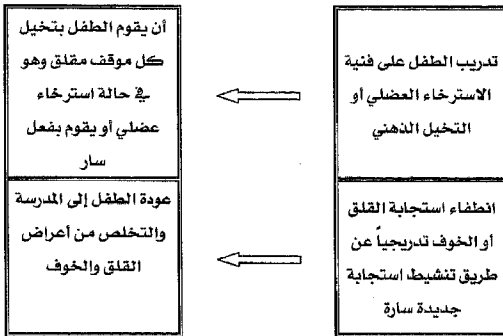 تدريب الطفل على فنية
الاسترخاء العضلي أو
التخيل الذهني
أن يقوم الطفل بتخيل
كل موقف مقلق وهو
في حالة استرخاء
عضلي أو يقوم بفعل
سار
انطفاء استجابة القلق
أو الخوف تدريجياً عن
طريق تنشيط استجابة
جديدة سارة
عودة الطفل إلى المدرسة
والتخلص من أعراض
القلق والخوف